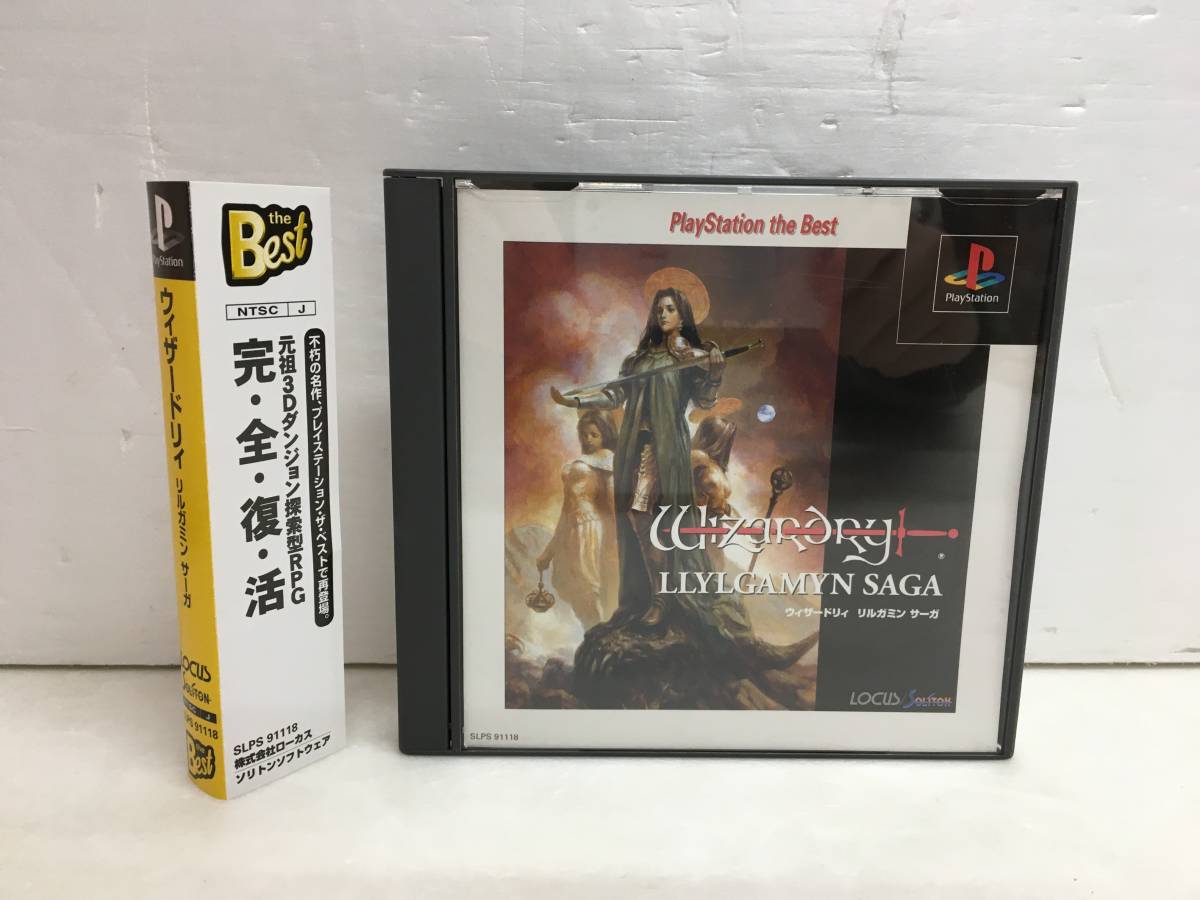 PlayStation
ウィザードリィ リルガミン サーガ
LOCUS
SOLITON
PS 91118
the Best
the
Best
NTSC J
不朽の名作、プレイステーション・ザ・ベストで再登場。
元祖3Dダンジョン探索型RPG
完・全・復・活
SLPS 91118
株式会社ローカス
ソリトンソフトウェア
PlayStation the Best
PlayStation
Wizardry
®
LLYLGAMYN SAGA
ウィザードリィ リルガミン サーガ
LOCUS SOLITON
SLPS 91118